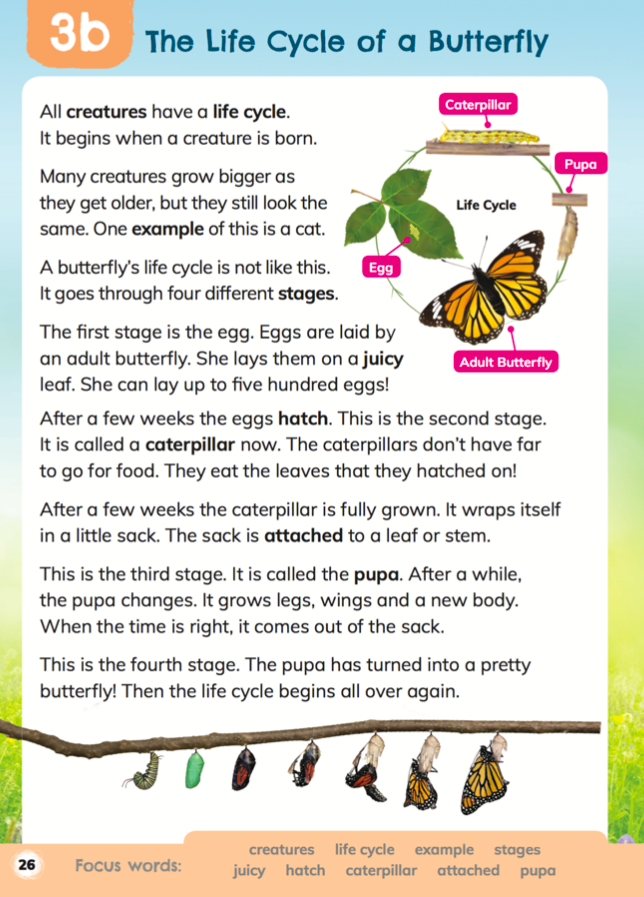 3b
The Life Cycle of a Butterfly
All creatures have a life cycle.
It begins when a creature is born.
Many creatures grow bigger as
they get older, but they still look the
same. One example of this is a cat.
A butterfly's life cycle is not like this.
It goes through four different stages.
The first stage is the egg. Eggs are laid by
an adult butterfly. She lays them on a juicy
leaf. She can lay up to five hundred eggs!
Caterpillar
Pupa
Life Cycle
Egg
Adult Butterfly
After a few weeks the eggs hatch. This is the second stage.
It is called a caterpillar now. The caterpillars don't have far
to go for food. They eat the leaves that they hatched on!
After a few weeks the caterpillar is fully grown. It wraps itself
in a little sack. The sack is attached to a leaf or stem.
This is the third stage. It is called the pupa. After a while,
the pupa changes. It grows legs, wings and a new body.
When the time is right, it comes out of the sack.
This is the fourth stage. The pupa has turned into a pretty
butterfly! Then the life cycle begins all over again.
26
Focus words:
creatures life cycle example stages
juicy hatch caterpillar attached pupa